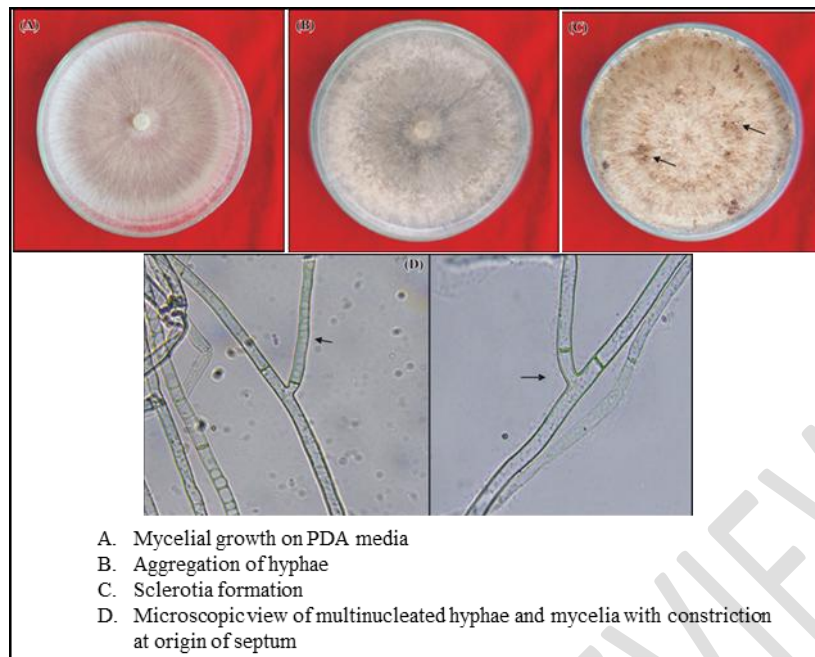 (A)
(B)
(C)
(D)
A. Mycelial growth on PDA media
B. Aggregation of hyphae
C. Sclerotia formation
D. Microscopic view of multinucleated hyphae and mycelia with constriction
at origin of septum